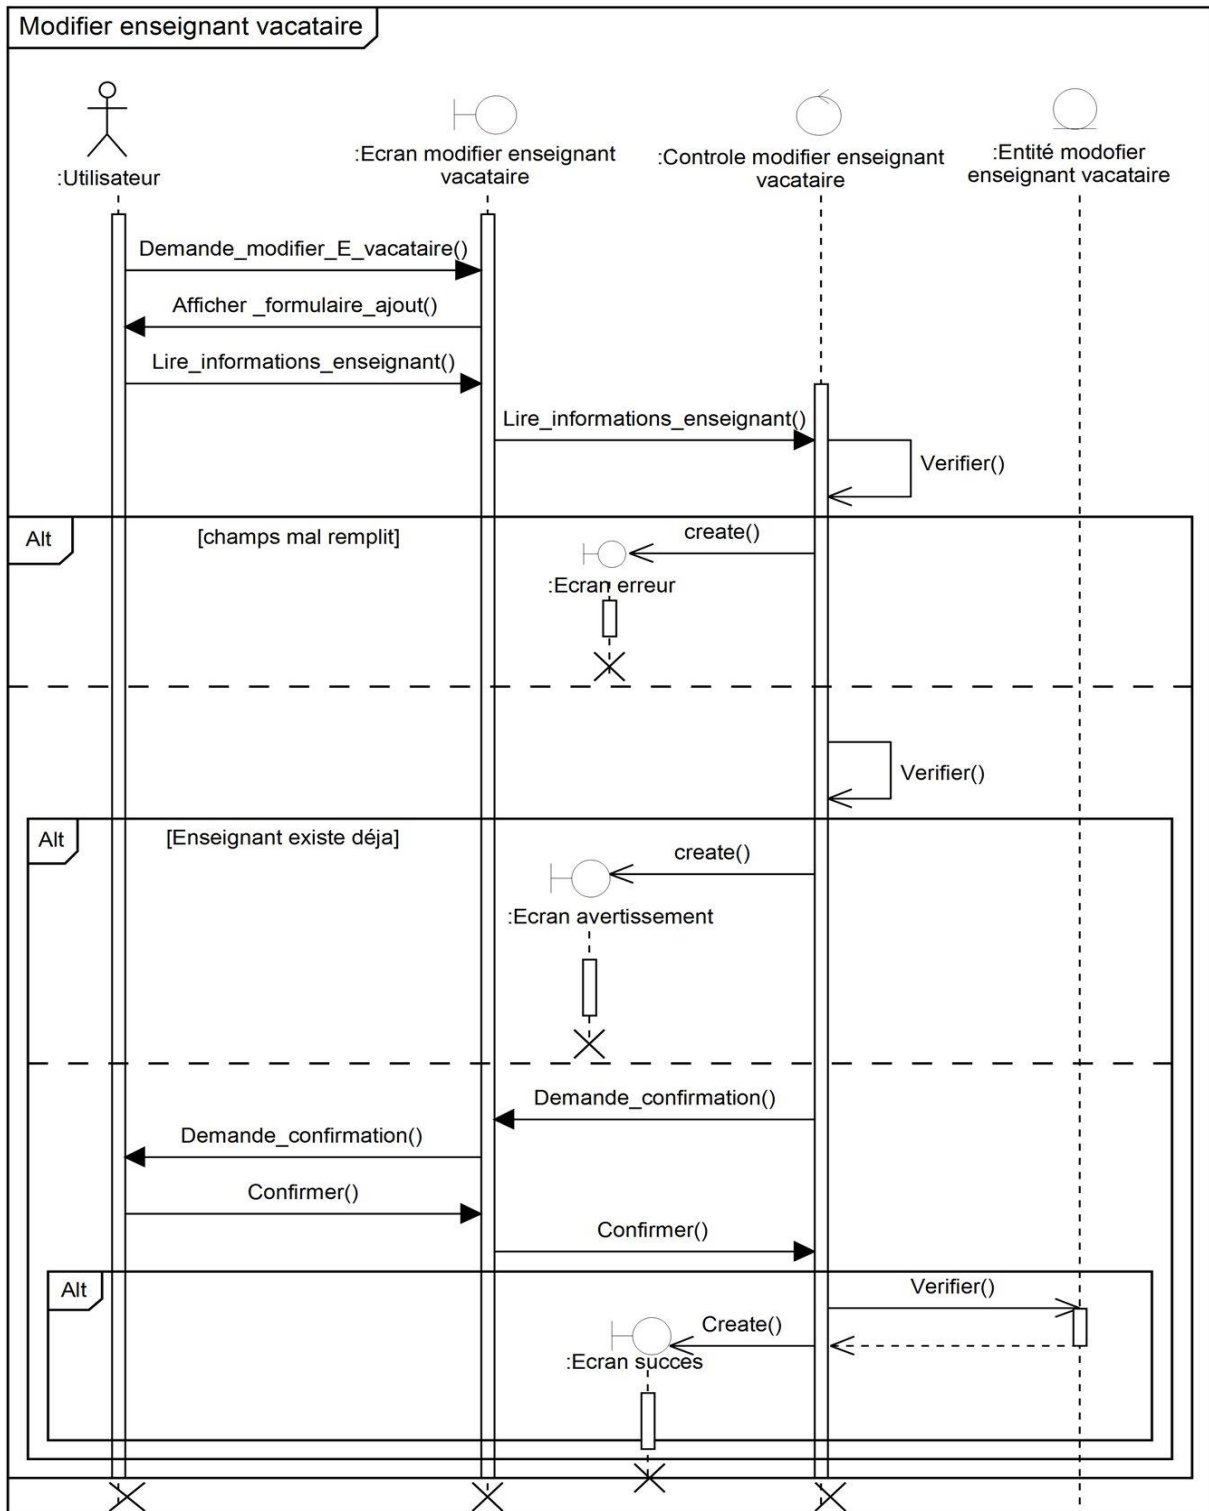 Modifier enseignant vacataire
:Utilisateur
:Ecran modifier enseignant
vacataire
:Controle modifier enseignant
vacataire
:Entité modofier
enseignant vacataire
Demande_modifier_E_vacataire()
Afficher _formulaire_ajout()
Lire_informations_enseignant()
Lire_informations_enseignant()
Verifier()
Alt
[champs mal remplit]
create()
:Ecran erreur
Verifier()
Alt
[Enseignant existe déja]
create()
:Ecran avertissement
Demande_confirmation()
Demande_confirmation()
Confirmer()
Confirmer()
Alt
Verifier()
Create()
:Ecran succes